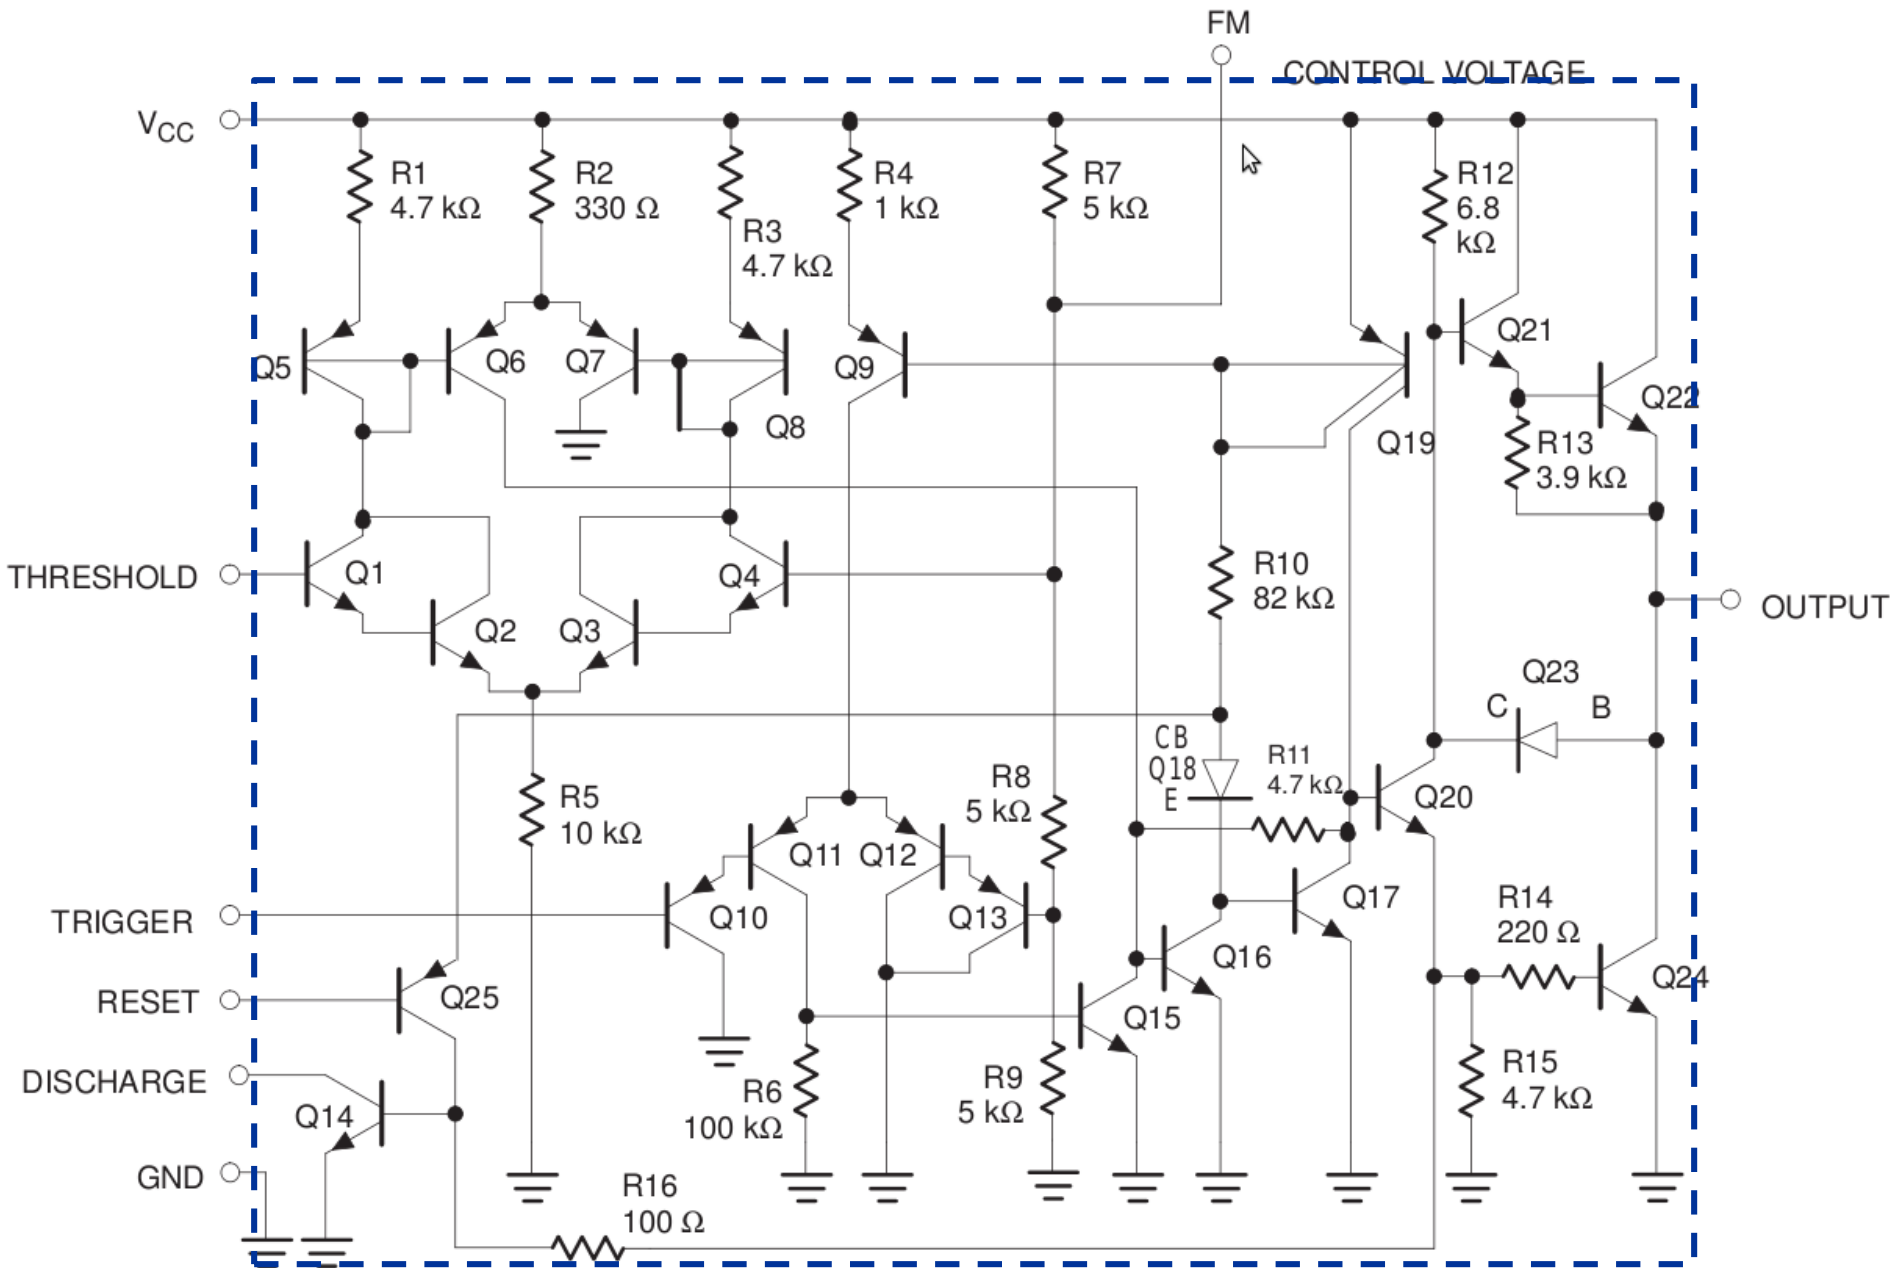 FM
CONTROL VOLTAGE
VCC
R1
4.7 kΩ
R2
330 Ω
R3
4.7 kΩ
R4
1 kΩ
R7
5 kΩ
R12
6.8
kΩ
Q5
Q6
Q7
Q8
Q9
Q19
Q21
Q22
R13
3.9 kΩ
THRESHOLD
Q1
Q2
Q3
Q4
R10
82 kΩ
OUTPUT
Q23
C
B
CB
Q18
E
R11
4.7 kΩ
R5
10 kΩ
R8
5 kΩ
Q11
Q12
Q20
TRIGGER
Q10
Q13
Q17
R14
220 Ω
RESET
Q25
Q15
Q16
Q24
DISCHARGE
Q14
R6
100 kΩ
R9
5 kΩ
R15
4.7 kΩ
GND
R16
100 Ω